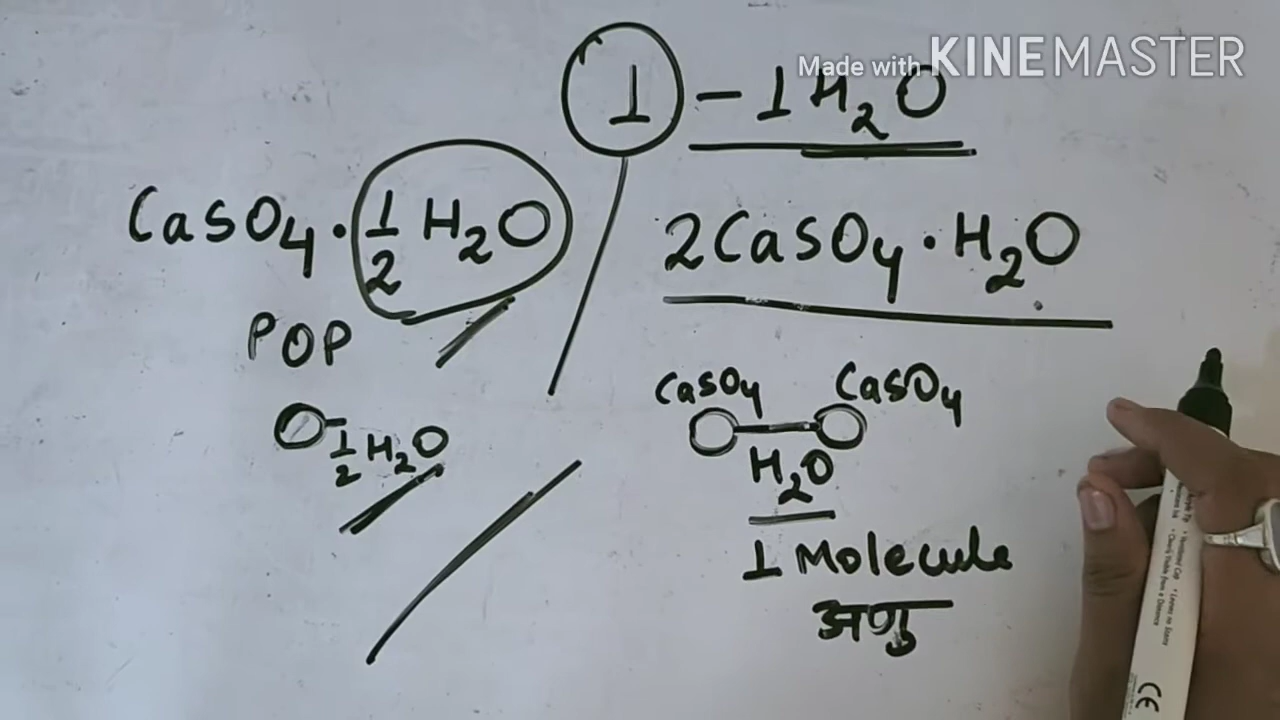 Made with KINEMASTER
1 - 1 H2O
CaSO4 · 1/2 H2O
2CaSO4 · H2O
POP
CaSO4 CaSO4
1/2 H2O
H2O
1 Molecule
अणु
CE